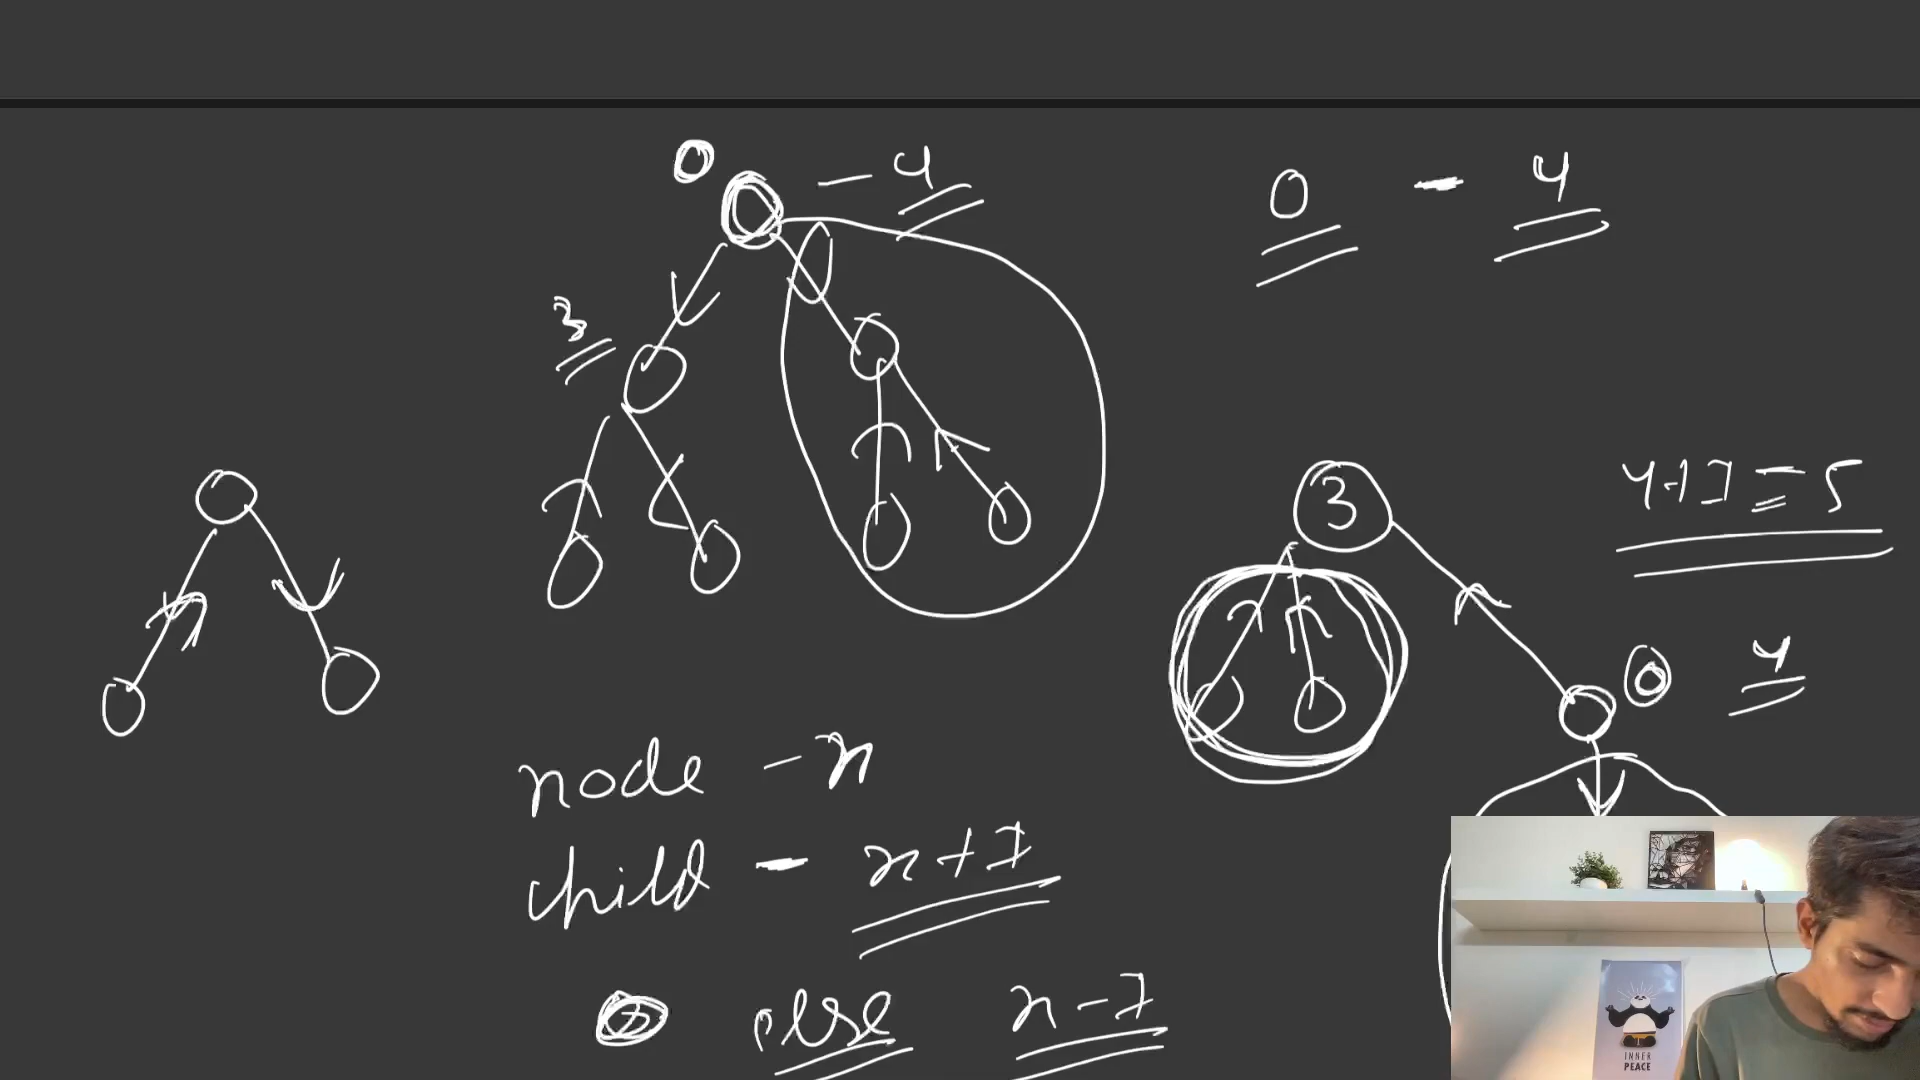 0 - 4
0 - 4
3
3
4+1 = 5
0 4
node - x
child - x+1
else x-1
INNER
PEACE